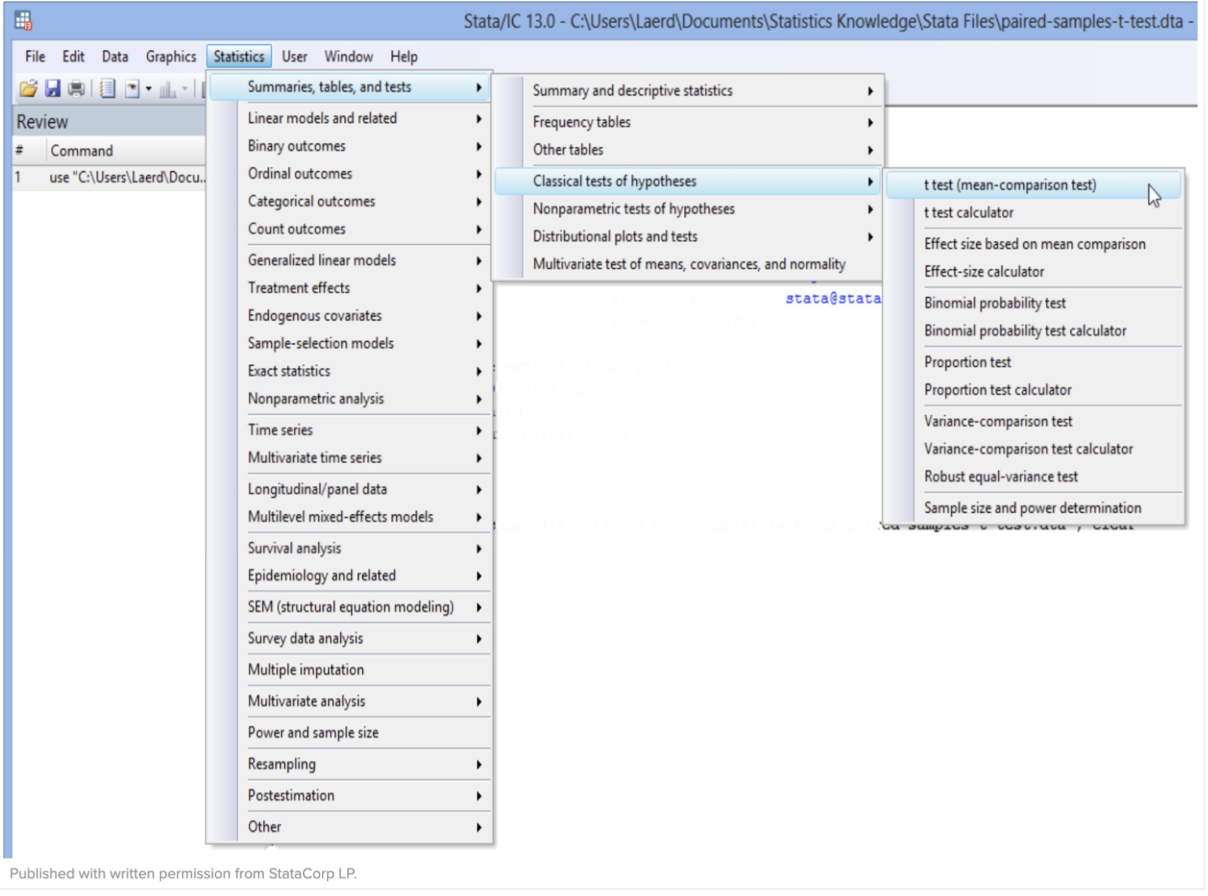 Stata/IC 13.0 - C:\Users\Laerd\Documents\Statistics Knowledge\Stata Files\paired-samples-t-test.dta -
File Edit Data Graphics Statistics User Window Help
Review
# Command
1 use "C:\Users\Laerd\Docu..
Summaries, tables, and tests
Linear models and related
Binary outcomes
Ordinal outcomes
Categorical outcomes
Count outcomes
Generalized linear models
Treatment effects
Endogenous covariates
Sample-selection models
Exact statistics
Nonparametric analysis
Time series
Multivariate time series
Longitudinal/panel data
Multilevel mixed-effects models
Survival analysis
Epidemiology and related
SEM (structural equation modeling)
Survey data analysis
Multiple imputation
Multivariate analysis
Power and sample size
Resampling
Postestimation
Other
Summary and descriptive statistics
Frequency tables
Other tables
Classical tests of hypotheses
Nonparametric tests of hypotheses
Distributional plots and tests
Multivariate test of means, covariances, and normality
t test (mean-comparison test)
t test calculator
Effect size based on mean comparison
Effect-size calculator
Binomial probability test
Binomial probability test calculator
Proportion test
Proportion test calculator
Variance-comparison test
Variance-comparison test calculator
Robust equal-variance test
Sample size and power determination
stata@stata
Published with written permission from StataCorp LP.